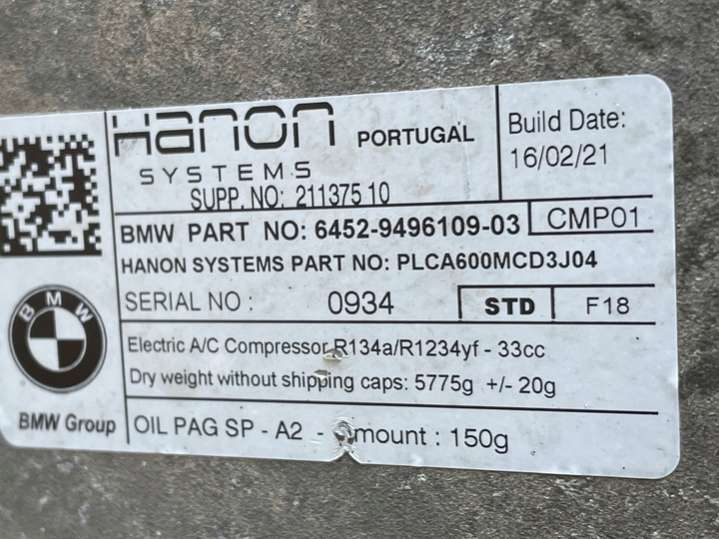 Hanon PORTUGAL
SYSTEMS
Build Date:
16/02/21
SUPP. NO: 211375 10
BMW PART NO: 6452-9496109-03 CMP01
HANON SYSTEMS PART NO: PLCA600MCD3J04
SERIAL NO : 0934 STD F18
BMW
BMW Group
Electric A/C Compressor R134a/R1234yf - 33cc
Dry weight without shipping caps: 5775g +/- 20g
OIL PAG SP - A2 - Amount : 150g